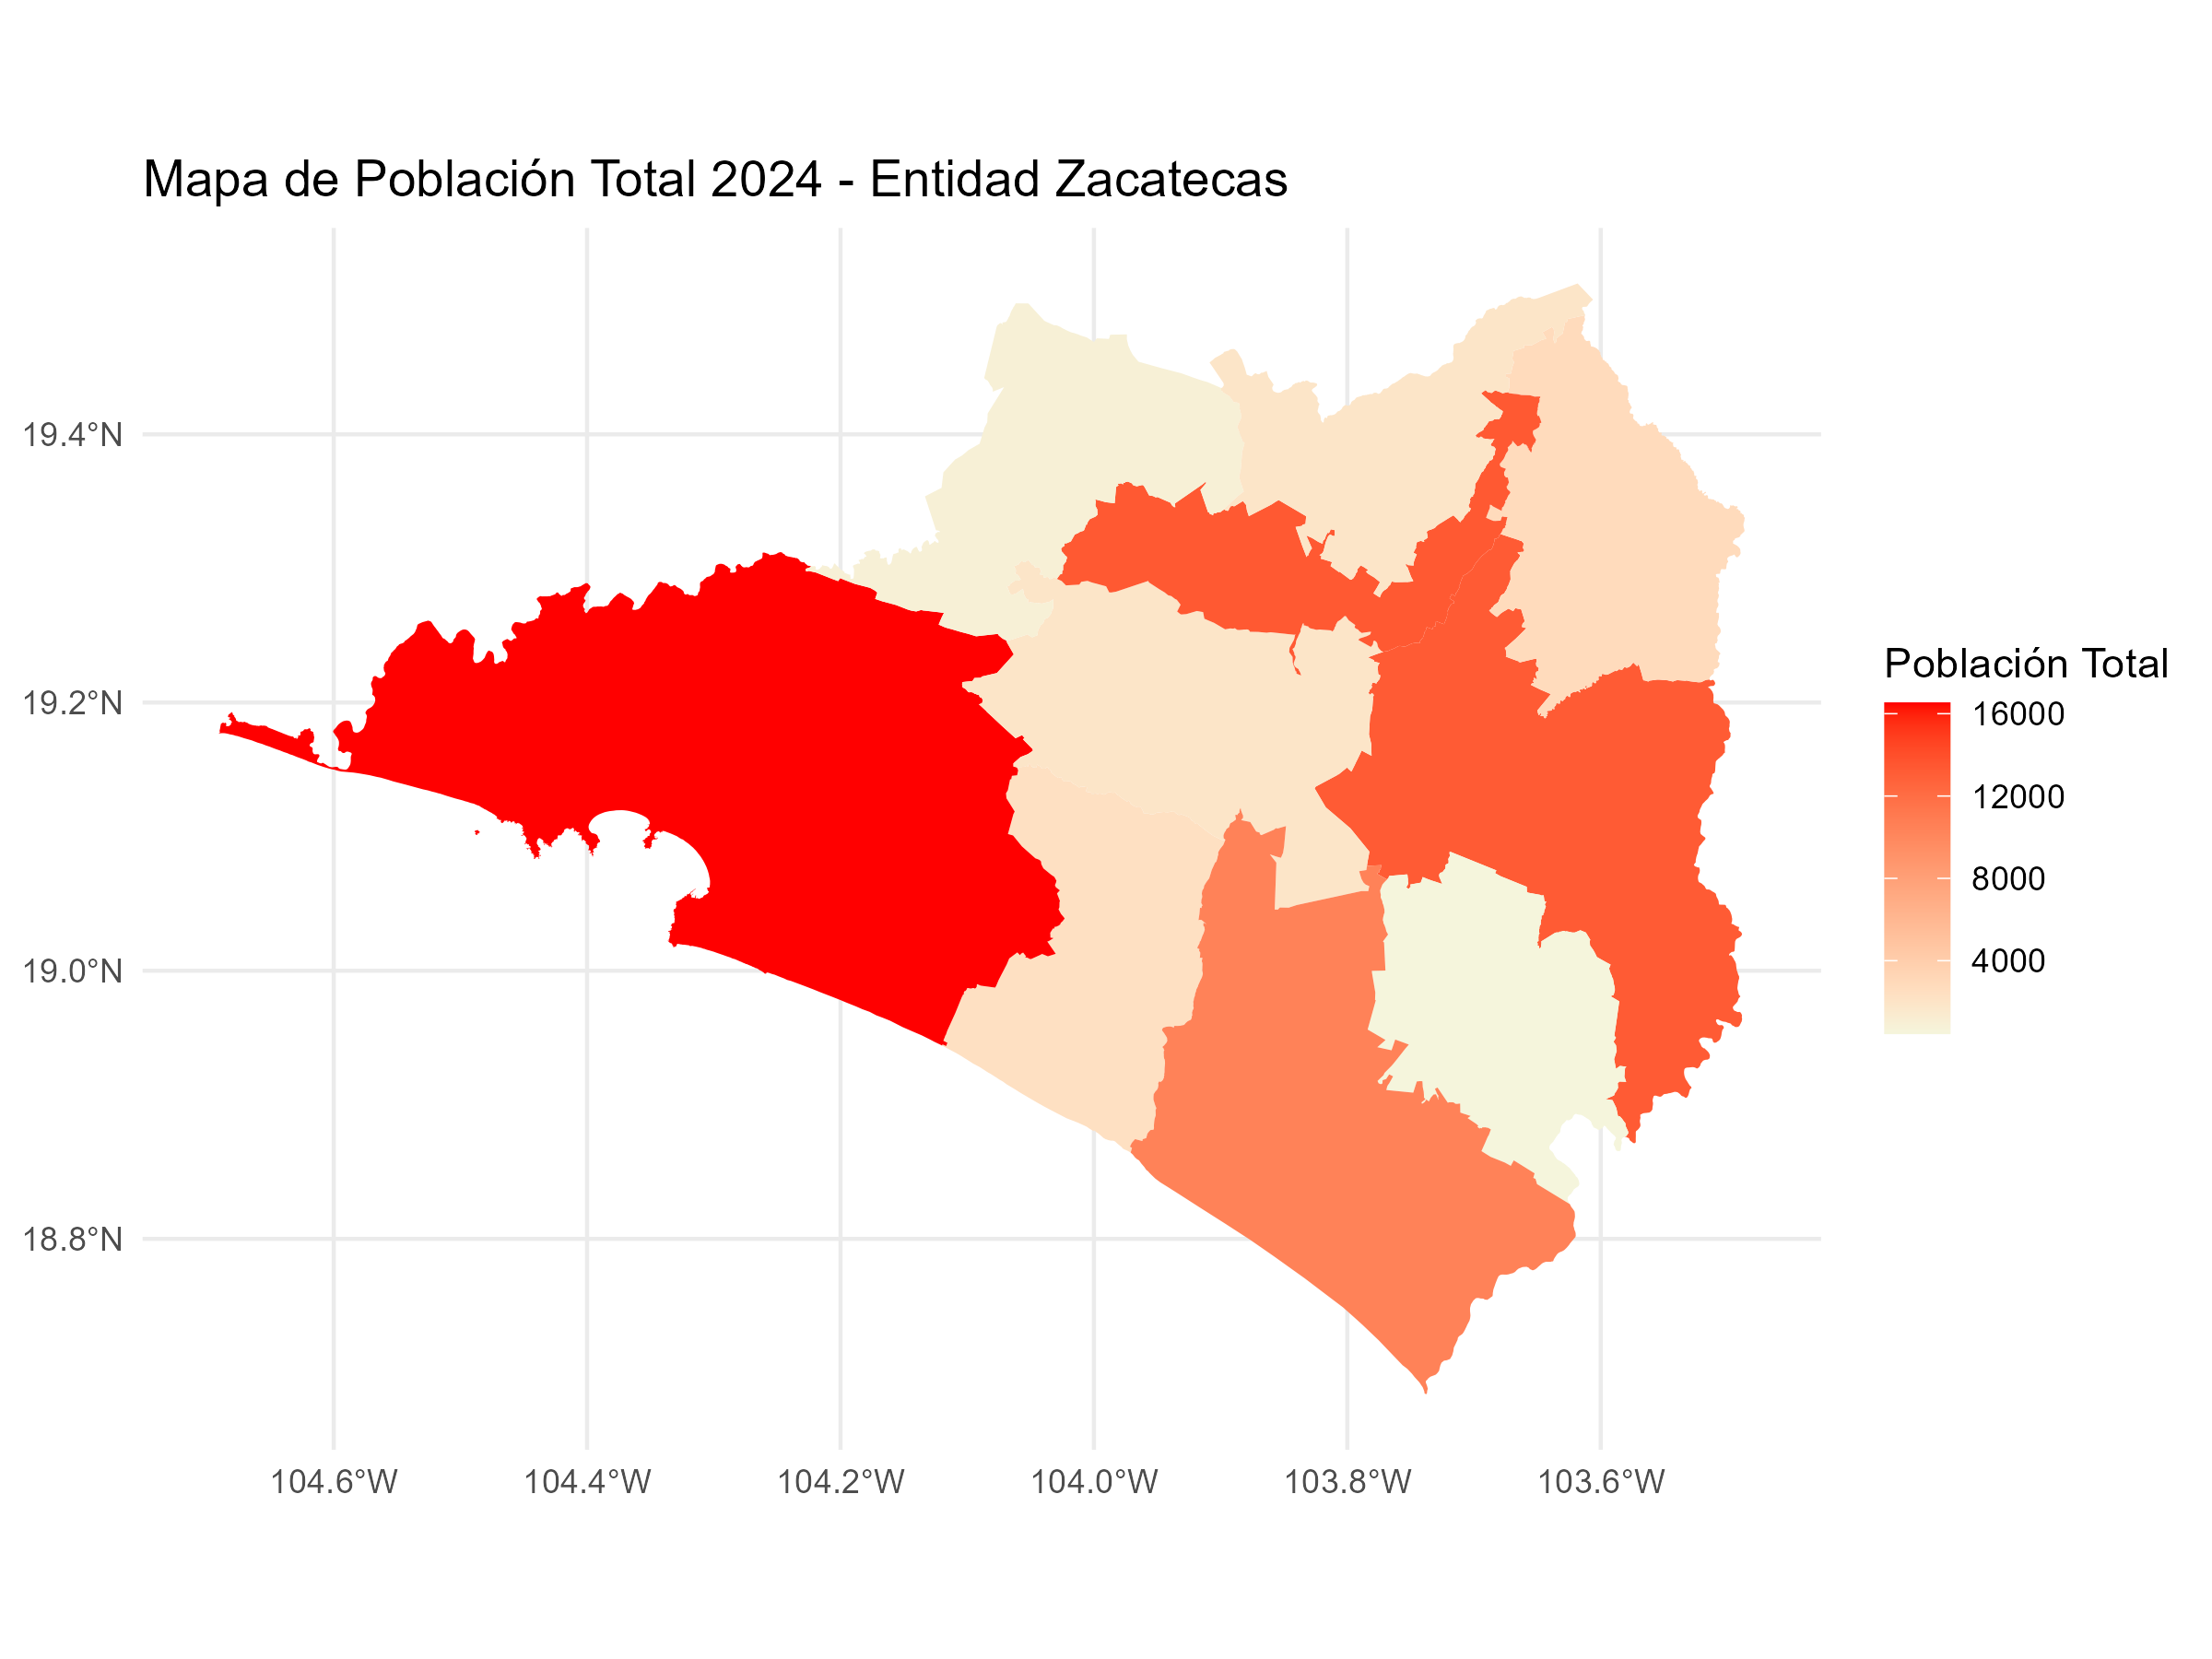 Mapa de Población Total 2024 - Entidad Zacatecas
19.4°N
19.2°N
19.0°N
18.8°N
104.6°W
104.4°W
104.2°W
104.0°W
103.8°W
103.6°W
Población Total
16000
12000
8000
4000